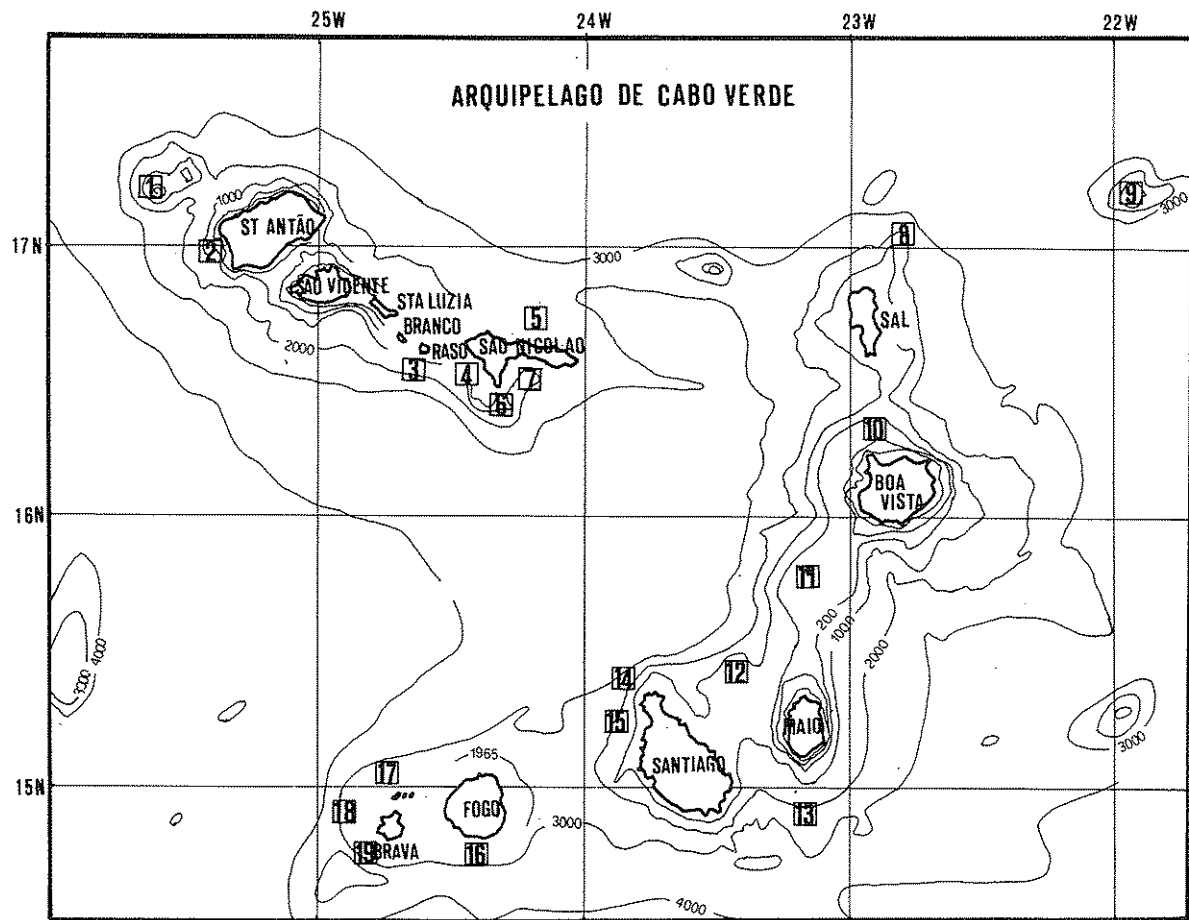 25W 24W 23W 22W
ARQUIPELAGO DE CABO VERDE
1
1000
9
3000
ST ANTÃO
17N
2
8
3000
SÃO VICENTE
STA LUZIA
BRANCO
RASO
5
SÃO NICOLAO
SAL
2000
3
4
7
6
10
BOA
VISTA
16N
11
200
1000
2000
4000
3000
14
12
15
MAIO
3000
SANTIAGO
1965
17
15N
18
FOGO
13
3000
19
BRAVA
16
4000